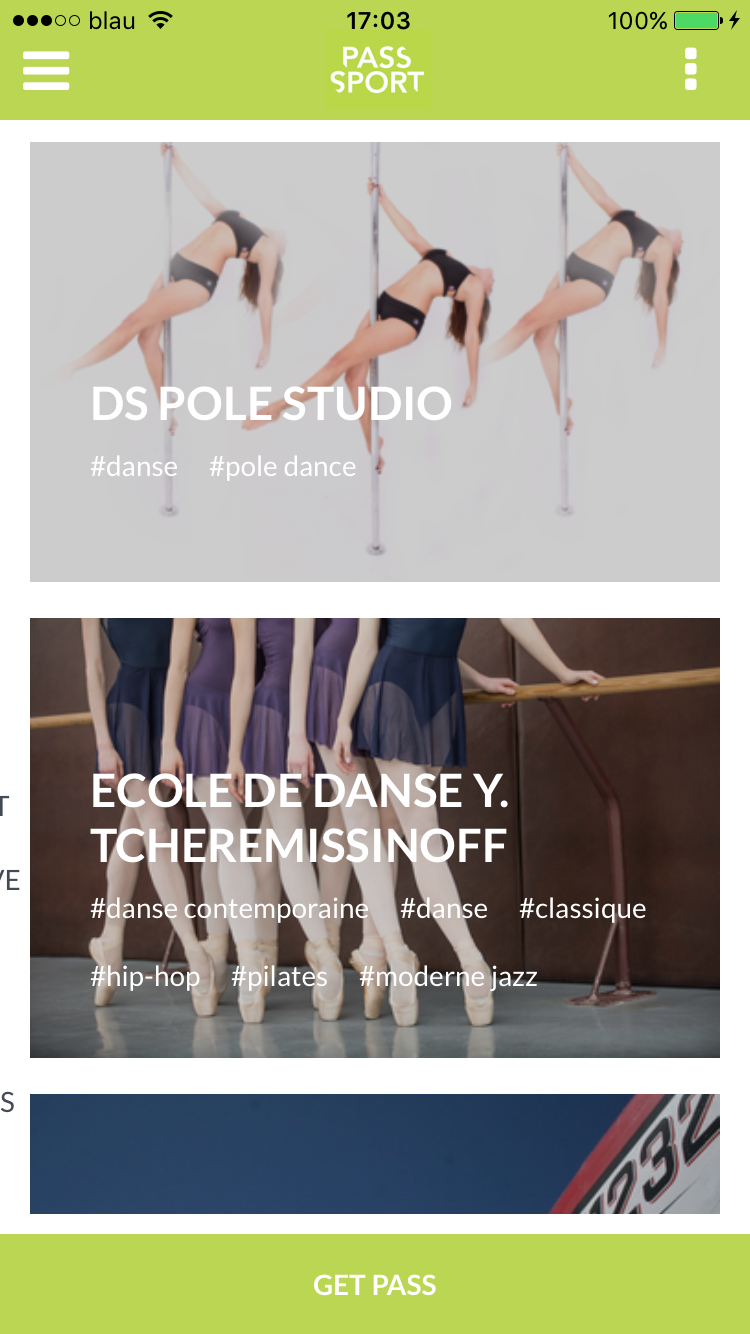 blau 17:03 100%
PASS
SPORT
DS POLE STUDIO
#danse #pole dance
ECOLE DE DANSE Y.
TCHEREMISSINOFF
#danse contemporaine #danse #classique
#hip-hop #pilates #moderne jazz
T
VE
S
1232
GET PASS